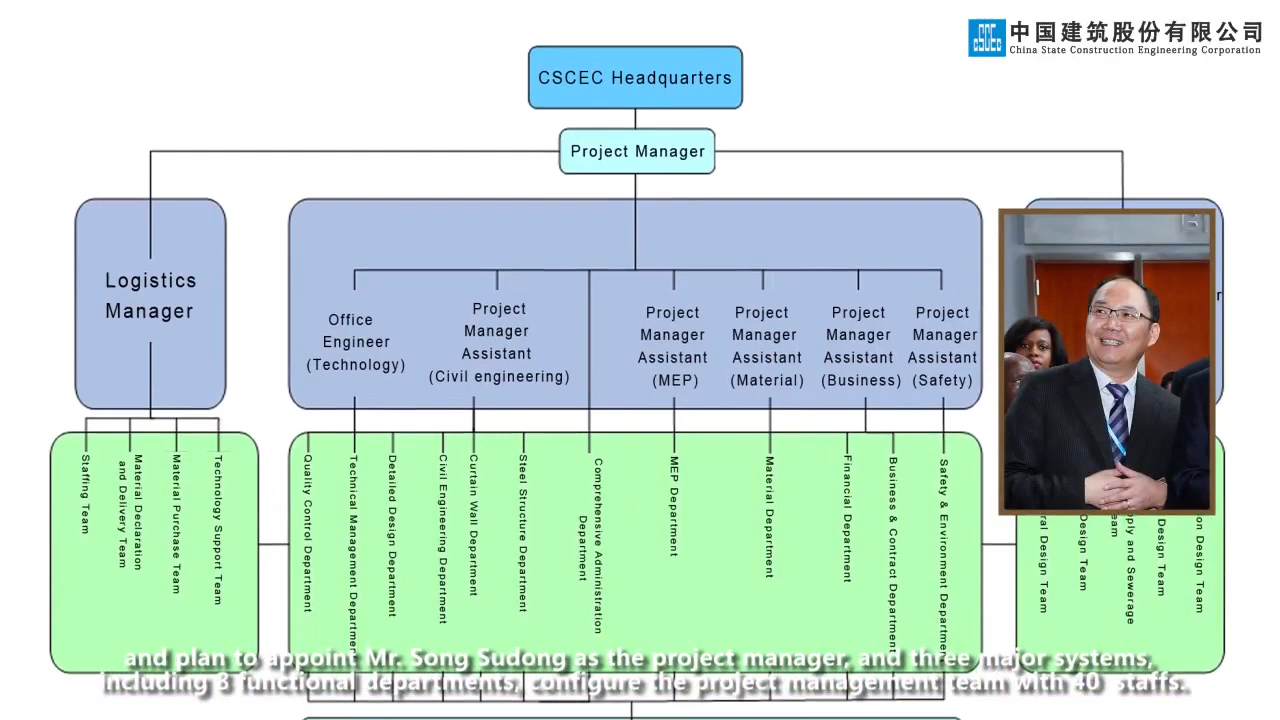 中国建筑股份有限公司
CSCEC
China State Construction Engineering Corporation
CSCEC Headquarters
Project Manager
Logistics
Manager
Office
Engineer
(Technology)
Project
Manager
Assistant
(Civil engineering)
Project
Manager
Assistant
(MEP)
Project
Manager
Assistant
(Material)
Project
Manager
Assistant
(Business)
Project
Manager
Assistant
(Safety)
Staffing Team
Material Declaration
and Delivery Team
Material Purchase Team
Technology Support Team
Quality Control Department
Technical Management Department
Detailed Design Department
Civil Engineering Department
Curtain Wall Department
Steel Structure Department
Comprehensive Administration
Department
MEP Department
Material Department
Financial Department
Business & Contract Department
Safety & Environment Department
Design Team
Design Team
Team
and Sewerage
Design Team
Design Team
and plan to appoint Mr. Song Sudong as the project manager, and three major systems,
including 8 functional departments, configure the project management team with 40 staffs.